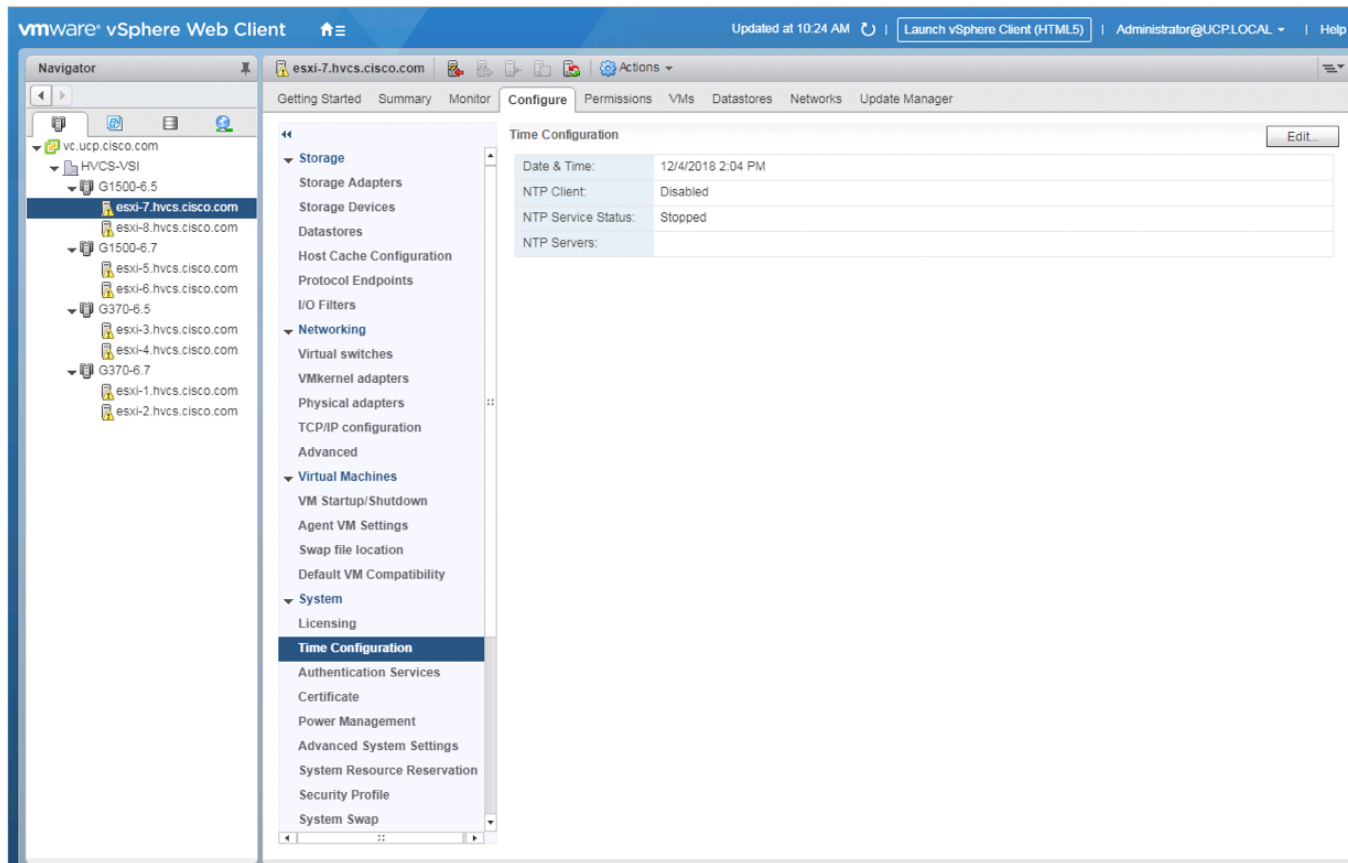 vmware® vSphere Web Client
Updated at 10:24 AM | Launch vSphere Client (HTML5) | Administrator@UCP.LOCAL | Help
Navigator
vc.ucp.cisco.com
HVCS-VSI
G1500-6.5
esxi-7.hvcs.cisco.com
esxi-8.hvcs.cisco.com
G1500-6.7
esxi-5.hvcs.cisco.com
esxi-6.hvcs.cisco.com
G370-6.5
esxi-3.hvcs.cisco.com
esxi-4.hvcs.cisco.com
G370-6.7
esxi-1.hvcs.cisco.com
esxi-2.hvcs.cisco.com
esxi-7.hvcs.cisco.com | Actions
Getting Started Summary Monitor Configure Permissions VMs Datastores Networks Update Manager
Storage
Storage Adapters
Storage Devices
Datastores
Host Cache Configuration
Protocol Endpoints
I/O Filters
Networking
Virtual switches
VMkernel adapters
Physical adapters
TCP/IP configuration
Advanced
Virtual Machines
VM Startup/Shutdown
Agent VM Settings
Swap file location
Default VM Compatibility
System
Licensing
Time Configuration
Authentication Services
Certificate
Power Management
Advanced System Settings
System Resource Reservation
Security Profile
System Swap
Time Configuration
Edit...
Date & Time: 12/4/2018 2:04 PM
NTP Client: Disabled
NTP Service Status: Stopped
NTP Servers: